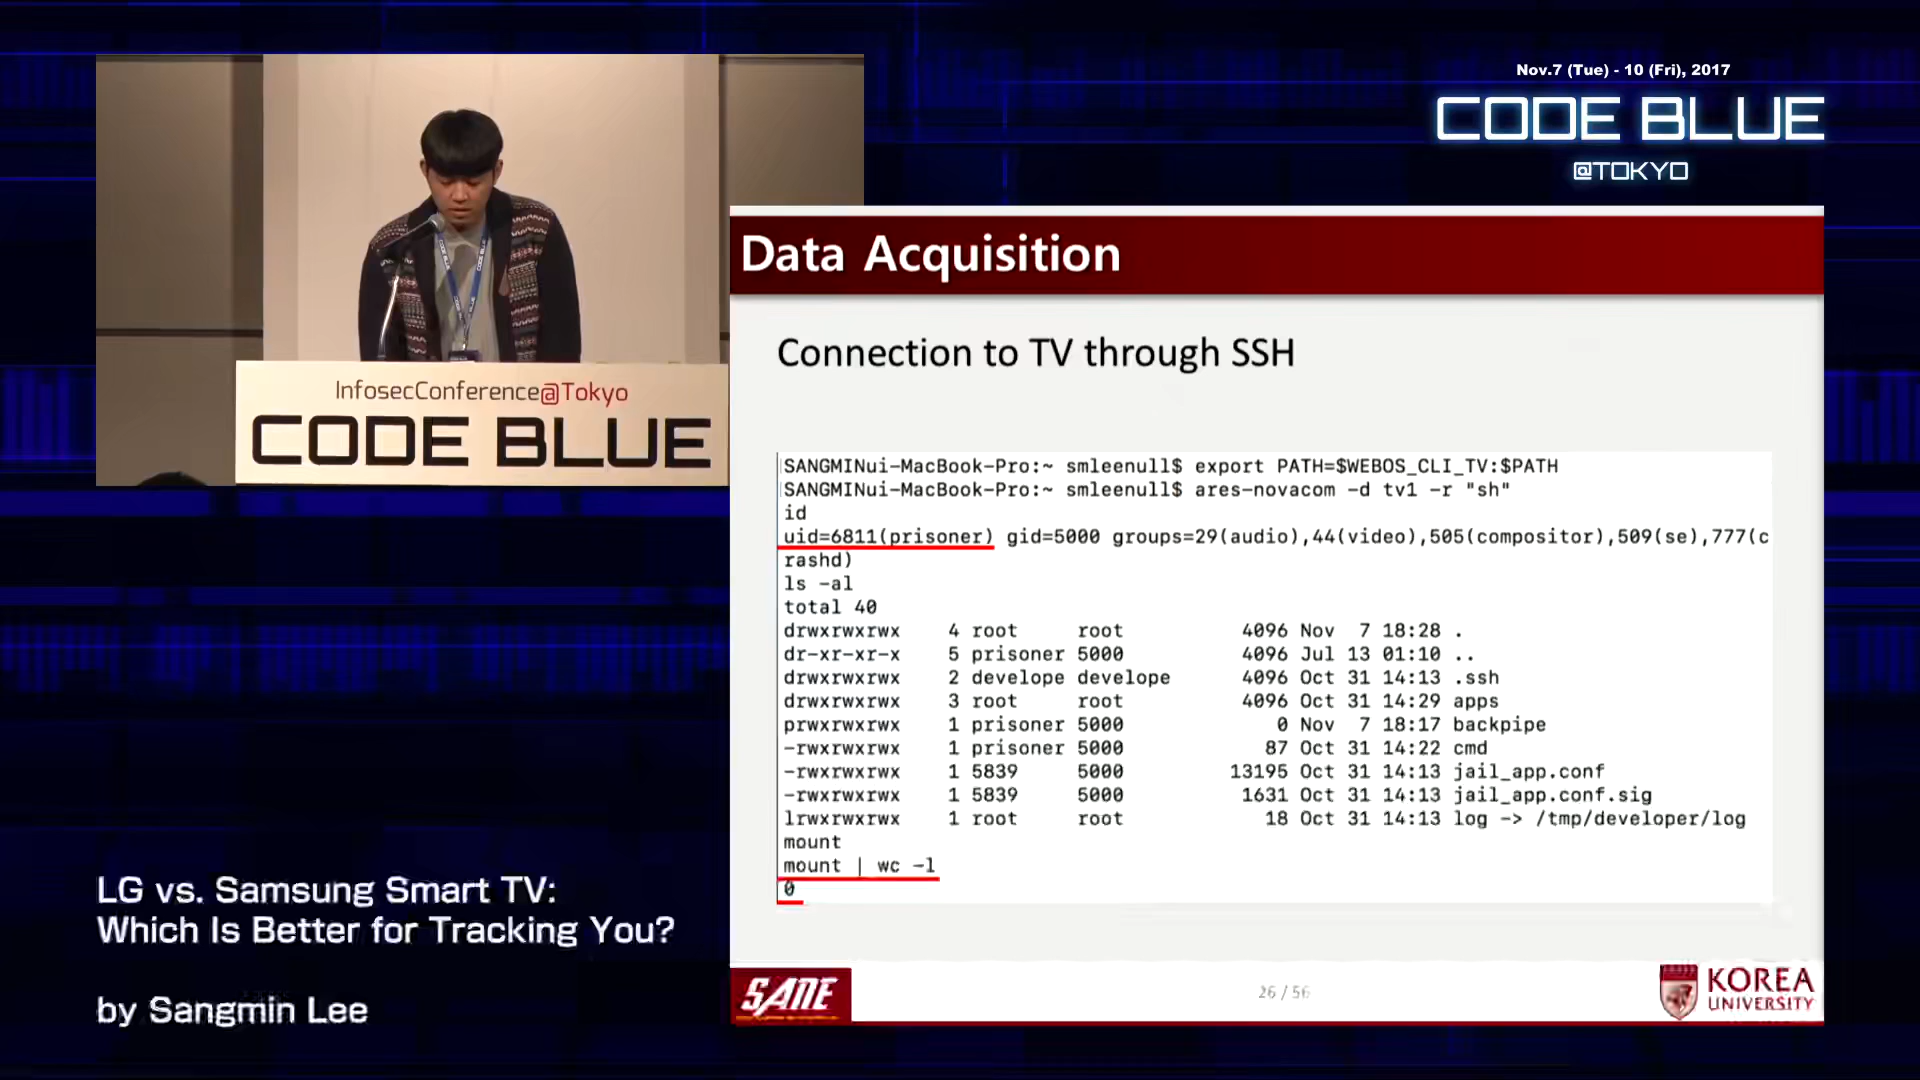 Nov.7 (Tue) - 10 (Fri), 2017
CODE BLUE
@TOKYO
InfosecConference@Tokyo
CODE BLUE
Data Acquisition
Connection to TV through SSH
SANGMINui-MacBook-Pro:~ smleenull$ export PATH=$WEBOS_CLI_TV:$PATH
SANGMINui-MacBook-Pro:~ smleenull$ ares-novacom -d tv1 -r "sh"
id
uid=6811(prisoner) gid=5000 groups=29(audio),44(video),505(compositor),509(se),777(c
rashd)
ls -al
total 40
drwxrwxrwx 4 root root 4096 Nov 7 18:28 .
dr-xr-xr-x 5 prisoner 5000 4096 Jul 13 01:10 ..
drwxrwxrwx 2 develope develope 4096 Oct 31 14:13 .ssh
drwxrwxrwx 3 root root 4096 Oct 31 14:29 apps
prwxrwxrwx 1 prisoner 5000 0 Nov 7 18:17 backpipe
-rwxrwxrwx 1 prisoner 5000 87 Oct 31 14:22 cmd
-rwxrwxrwx 1 5839 5000 13195 Oct 31 14:13 jail_app.conf
-rwxrwxrwx 1 5839 5000 1631 Oct 31 14:13 jail_app.conf.sig
lrwxrwxrwx 1 root root 18 Oct 31 14:13 log -> /tmp/developer/log
mount
mount | wc -l
0
SANE
26 / 56
KOREA
UNIVERSITY
LG vs. Samsung Smart TV:
Which Is Better for Tracking You?
by Sangmin Lee